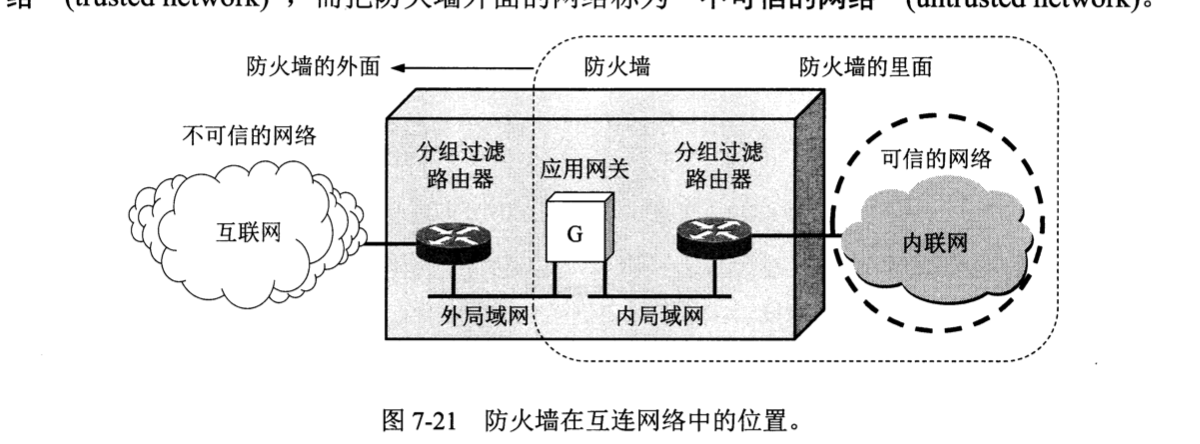 络”(trusted network)”，而把防火墙外面的网络称为“不可信的网络”(untrusted network)。
防火墙的外面 防火墙 防火墙的里面
不可信的网络
分组过滤
路由器
应用网关
分组过滤
路由器
可信的网络
互联网
G
内联网
外局域网
内局域网
图 7-21 防火墙在互连网络中的位置。